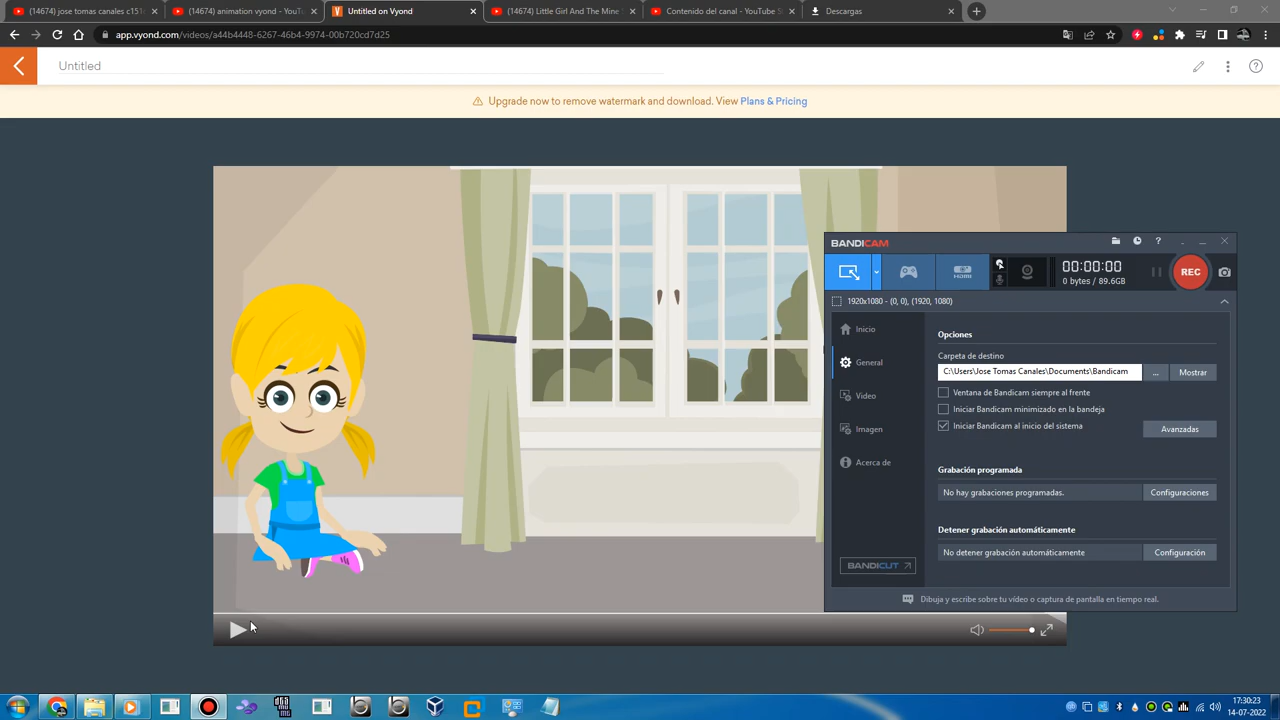 (14674) jose tomas canales c151
(14674) animation vyond - YouTu
Untitled on Vyond
(14674) Little Girl And The Mine
Contenido del canal - YouTube S
Descargas
app.vyond.com/videos/a44b4448-6267-46b4-9974-00b720cd7d25
Untitled
Upgrade now to remove watermark and download. View Plans & Pricing
BANDICAM
HDMI
00:00:00
0 bytes / 89.6GB
REC
1920x1080 - (0, 0), (1920, 1080)
Inicio
General
Video
Imagen
Acerca de
BANDICUT
Opciones
Carpeta de destino
C:\Users\Jose Tomas Canales\Documents\Bandicam
...
Mostrar
Ventana de Bandicam siempre al frente
Iniciar Bandicam minimizado en la bandeja
Iniciar Bandicam al inicio del sistema
Avanzadas
Grabación programada
No hay grabaciones programadas.
Configuraciones
Detener grabación automáticamente
No detener grabación automáticamente
Configuración
Dibuja y escribe sobre tu vídeo o captura de pantalla en tiempo real.
17:30:23
14-07-2022